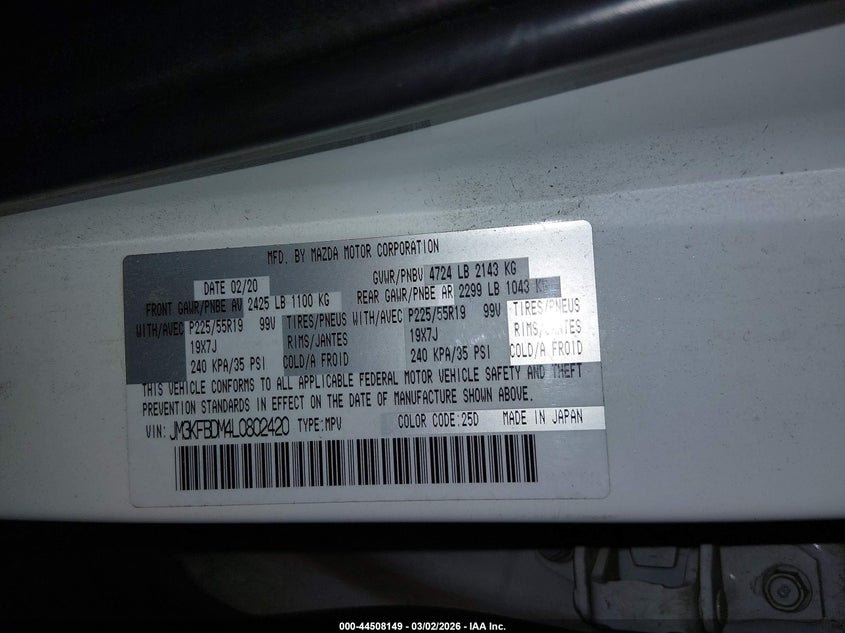 MFD. BY MAZDA MOTOR CORPORATION
DATE 02/20 GVWR/PNBV 4724 LB 2143 KG
FRONT GAWR/PNBE AV 2425 LB 1100 KG REAR GAWR/PNBE AR 2299 LB 1043 KG
WITH/AVEC P225/55R19 99V TIRES/PNEUS WITH/AVEC P225/55R19 99V TIRES/PNEUS
19X7J RIMS/JANTES 19X7J RIMS/JANTES
240 KPA/35 PSI COLD/A FROID 240 KPA/35 PSI COLD/A FROID
THIS VEHICLE CONFORMS TO ALL APPLICABLE FEDERAL MOTOR VEHICLE SAFETY AND THEFT
PREVENTION STANDARDS IN EFFECT ON THE DATE OF MANUFACTURE SHOWN ABOVE.
VIN: JM3KFBDM4L0802420 TYPE:MPV COLOR CODE:25D MADE IN JAPAN
000-44508149 - 03/02/2026 - IAA Inc.